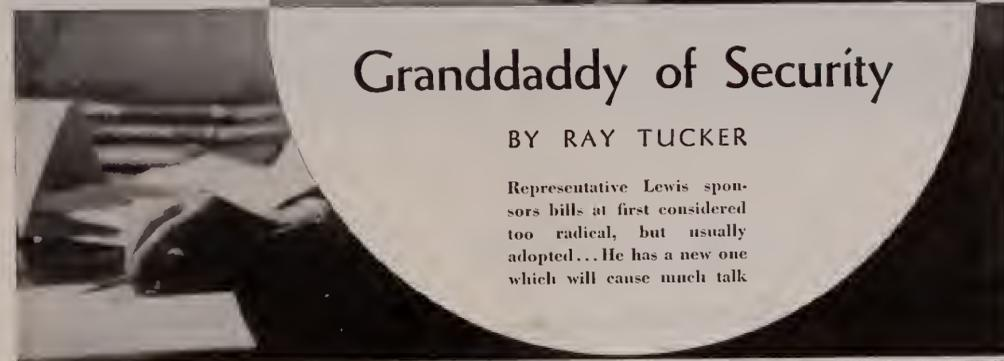 Granddaddy of Security
BY RAY TUCKER
Representative Lewis spon-
sors bills at first considered
too radical, but usually
adopted...He has a new one
which will cause much talk